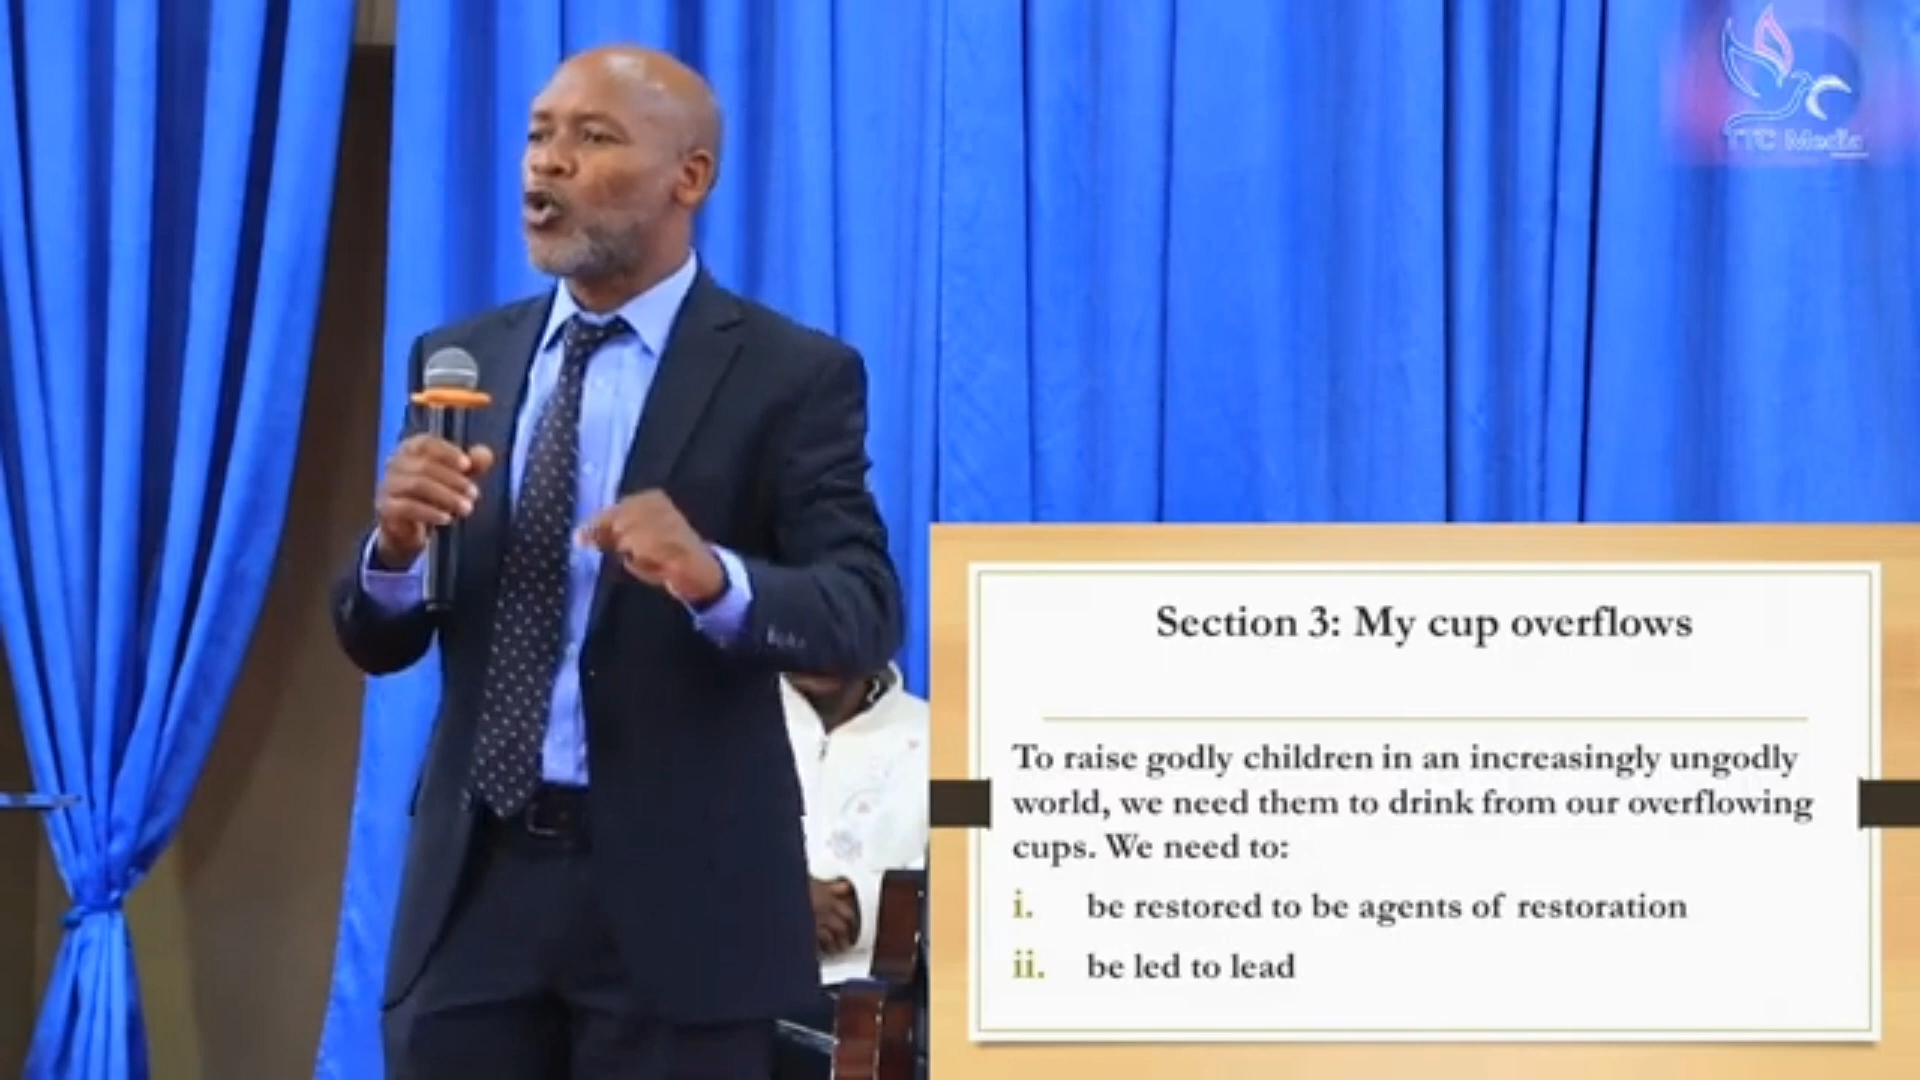 TTC Media
Section 3: My cup overflows
To raise godly children in an increasingly ungodly
world, we need them to drink from our overflowing
cups. We need to:
i. be restored to be agents of restoration
ii. be led to lead